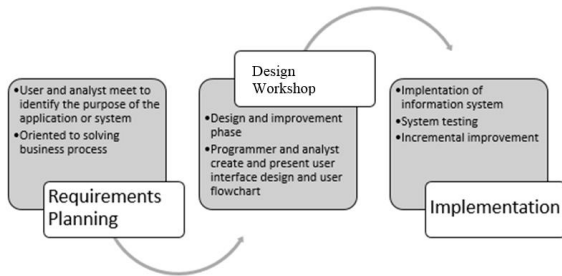 •User and analyst meet to
identify the purpose of the
application or system
•Oriented to solving
business process
Requirements
Planning
Design
Workshop
•Design and improvement
phase
•Programmer and analyst
create and present user
interface design and user
flowchart
•Implentation of
information system
•System testing
•Incremental improvement
Implementation